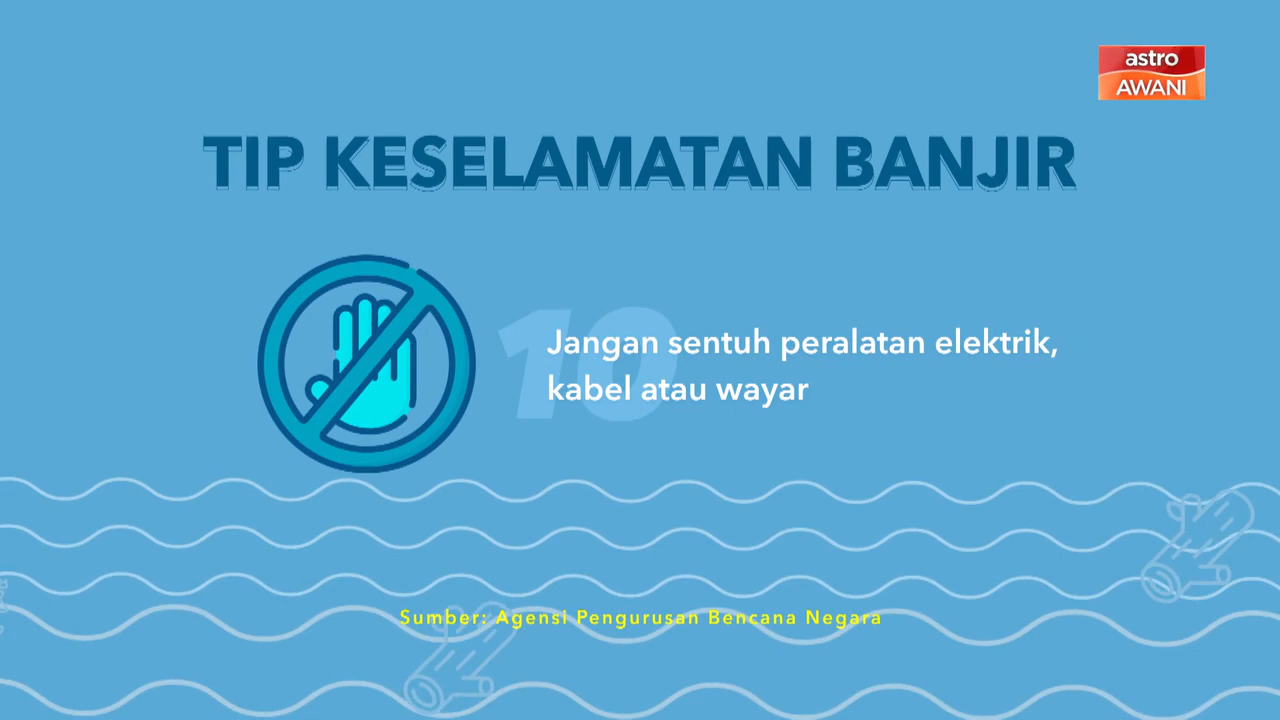 astro
AWANI
TIP KESELAMATAN BANJIR
10
Jangan sentuh peralatan elektrik,
kabel atau wayar
Sumber: Agensi Pengurusan Bencana Negara